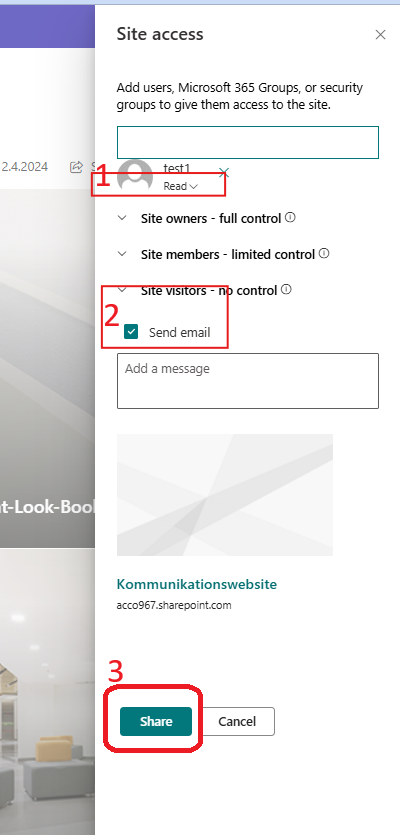 Site access
Add users, Microsoft 365 Groups, or security
groups to give them access to the site.
2.4.2024
1
test1
Read
Site owners - full control
Site members - limited control
Site visitors - no control
2
Send email
Add a message
t-Look-Boo
Kommunikationswebsite
acco967.sharepoint.com
3
Share
Cancel